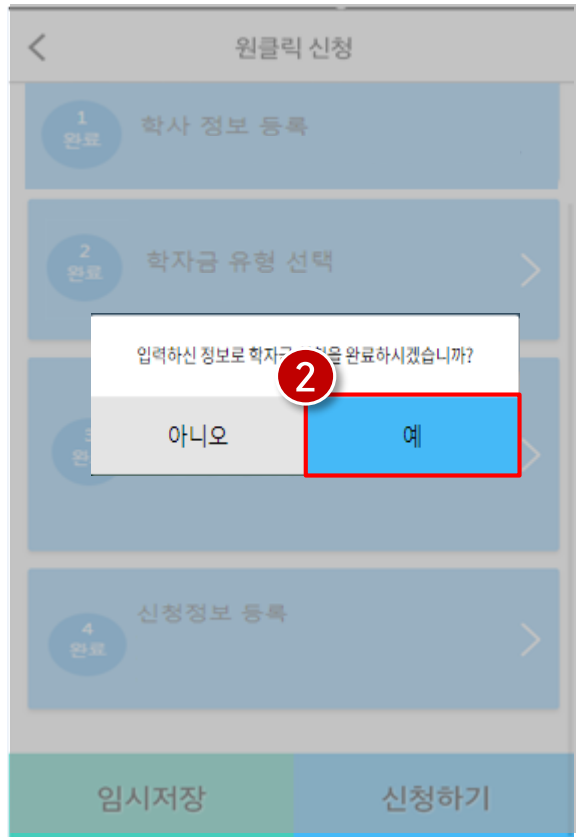 원클릭 신청
1
완료
학사 정보 등록
2
완료
학자금 유형 선택
입력하신 정보로 학자금 을 완료하시겠습니까?
2
아니오
예
신청정보 등록
4
완료
임시저장
신청하기